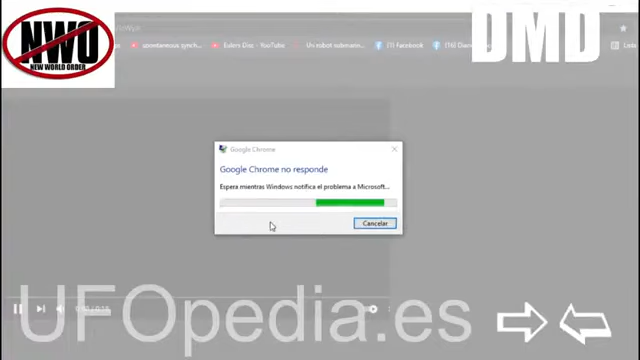 NWO
NEW WORLD ORDER
DMD
spontaneous synch...
Eulers Disc - YouTube
Un robot submarin...
(1) Facebook
Google Chrome
Google Chrome no responde
Espera mientras Windows notifica el problema a Microsoft...
Cancelar
UFOpedia.es